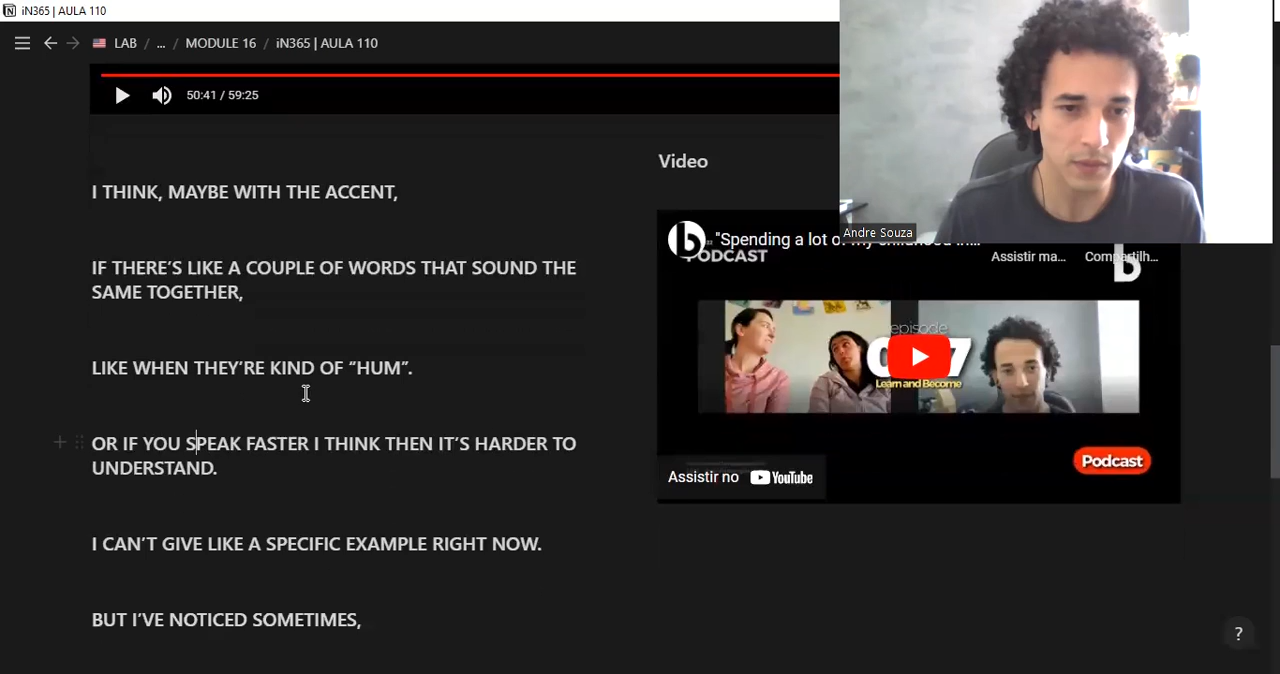 iN365 | AULA 110
LAB / ... / MODULE 16 / iN365 | AULA 110
50:41 / 59:25
I THINK, MAYBE WITH THE ACCENT,
IF THERE’S LIKE A COUPLE OF WORDS THAT SOUND THE
SAME TOGETHER,
LIKE WHEN THEY’RE KIND OF “HUM”.
OR IF YOU SPEAK FASTER I THINK THEN IT’S HARDER TO
UNDERSTAND.
I CAN’T GIVE LIKE A SPECIFIC EXAMPLE RIGHT NOW.
BUT I’VE NOTICED SOMETIMES,
Video
Andre Souza
"Spending a lot of my childhood in...
PODCAST
Assistir ma...
Compartilh...
episode
Learn and Become
Podcast
Assistir no YouTube
?